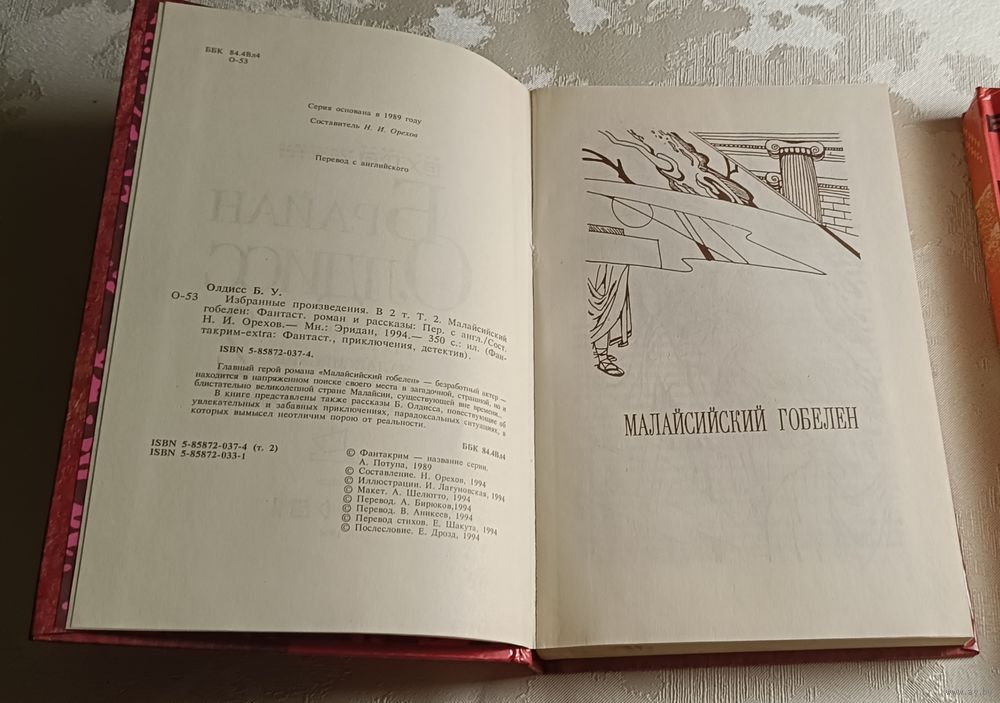 ББК 84.4Вл4
О-53
Серия основана в 1989 году
Составитель Н. И. Орехов
Перевод с английского
БРАЙАН
ОЛДИСС
Олдисс Б. У.
О-53 Избранные произведения. В 2 т. Т. 2. Малайсийский
гобелен: Фантаст. роман и рассказы: Пер. с англ./Сост.
Н. И. Орехов.— Мн.: Эридан, 1994.— 350 с.: ил. (Фан-
такрим-extra: Фантаст., приключения, детектив).
ISBN 5-85872-037-4.
Главный герой романа «Малайсийский гобелен» — безработный актер —
находится в напряженном поиске своего места в загадочной, страшной, но и
блистательно великолепной стране Малайсии, существующей вне времени...
В книге представлены также рассказы Б. Олдисса, повествующие об
увлекательных и забавных приключениях, парадоксальных ситуациях, в
которых вымысел неотличим порою от реальности.
ББК 84.4Вл4
ISBN 5-85872-037-4 (т. 2)
ISBN 5-85872-033-1
© Фантакрим — название серии.
А. Потупа, 1989
© Составление. Н. Орехов, 1994
© Иллюстрации. И. Лагуновская, 1994
© Макет. А. Шелютто, 1994
© Перевод. А. Бирюков,1994
© Перевод. В. Аникеев, 1994
© Перевод стихов. Е. Шакута, 1994
© Послесловие. Е. Дрозд, 1994
МАЛАЙСИЙСКИЙ ГОБЕЛЕН